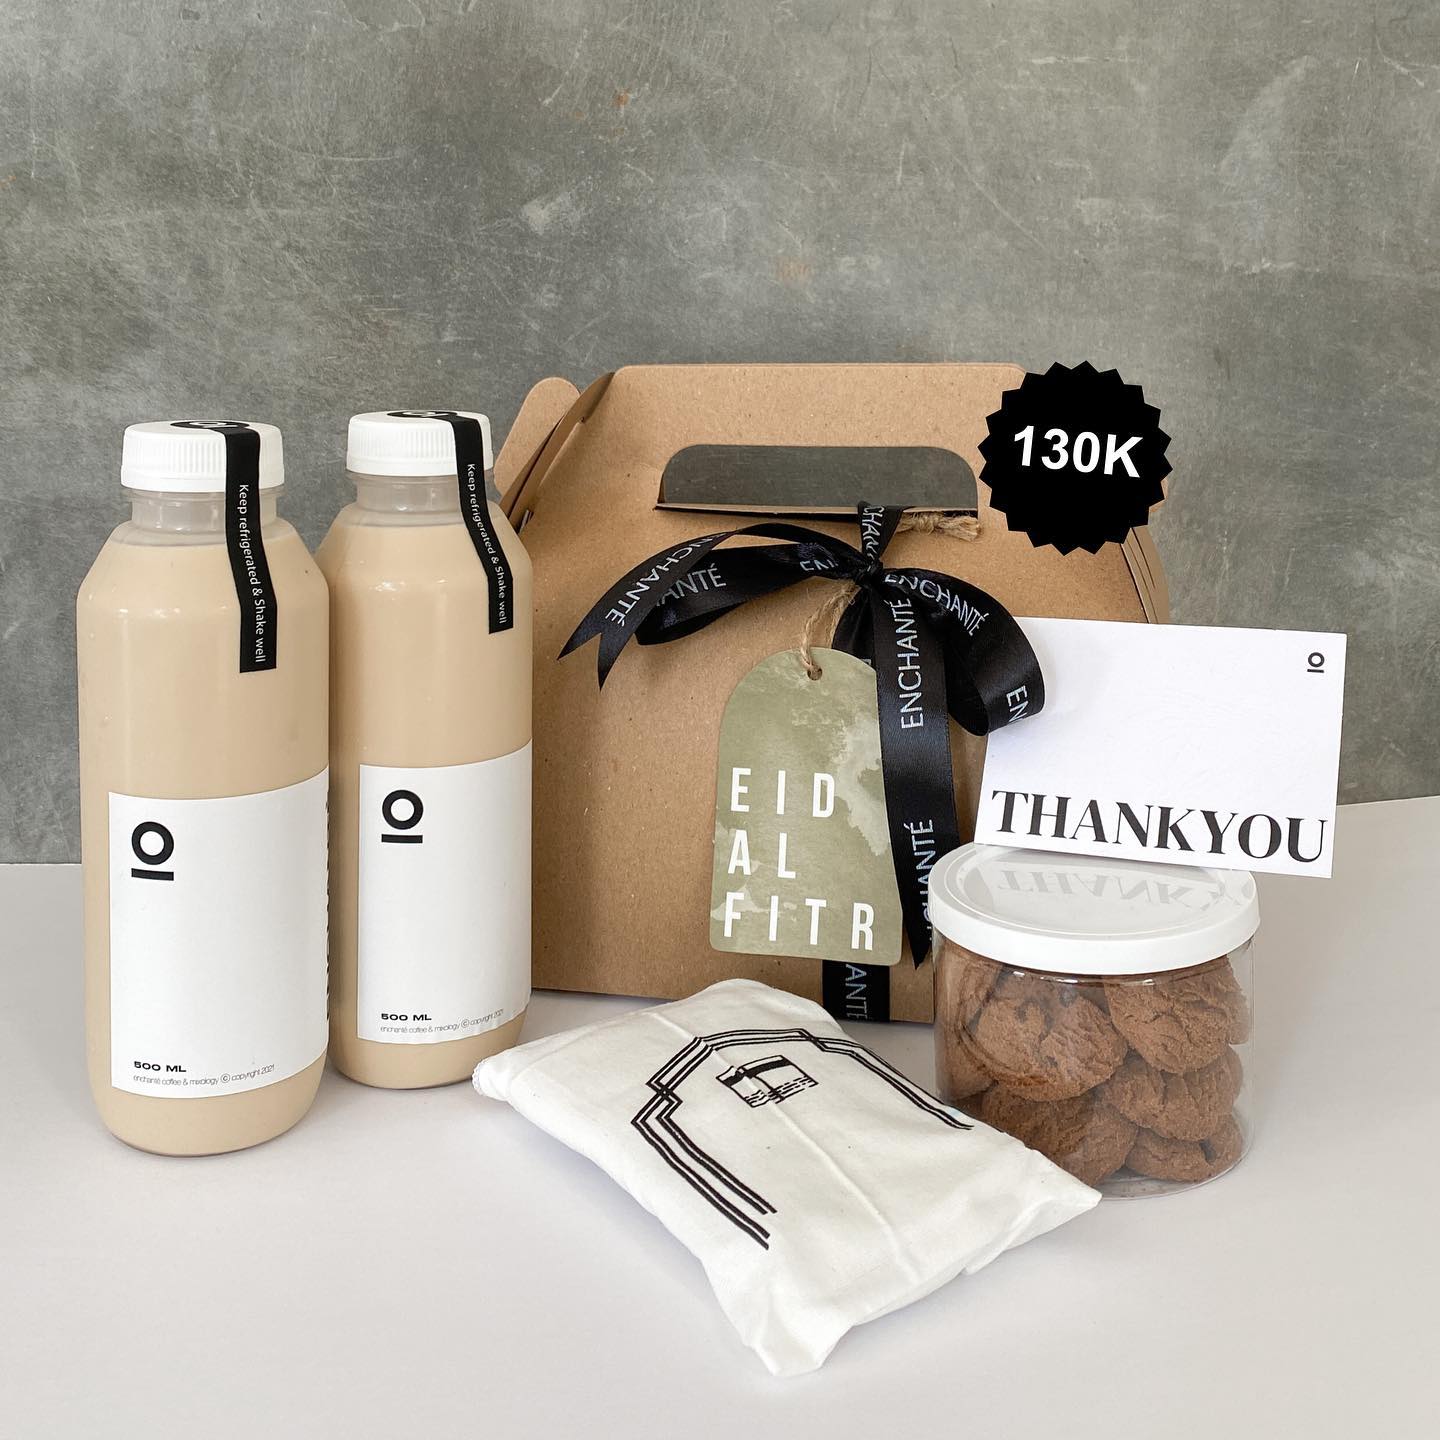 130K
Keep refrigerated & Shake well
Keep refrigerated & Shake well
ENCHANTÉ
ENCHANTÉ
ENCHANTÉ
ENCHANTÉ
THANKYOU
EID
AL
FITR
500 ML
enchanté coffee & mixology © copyright 2021
500 ML
enchanté coffee & mixology © copyright 2021